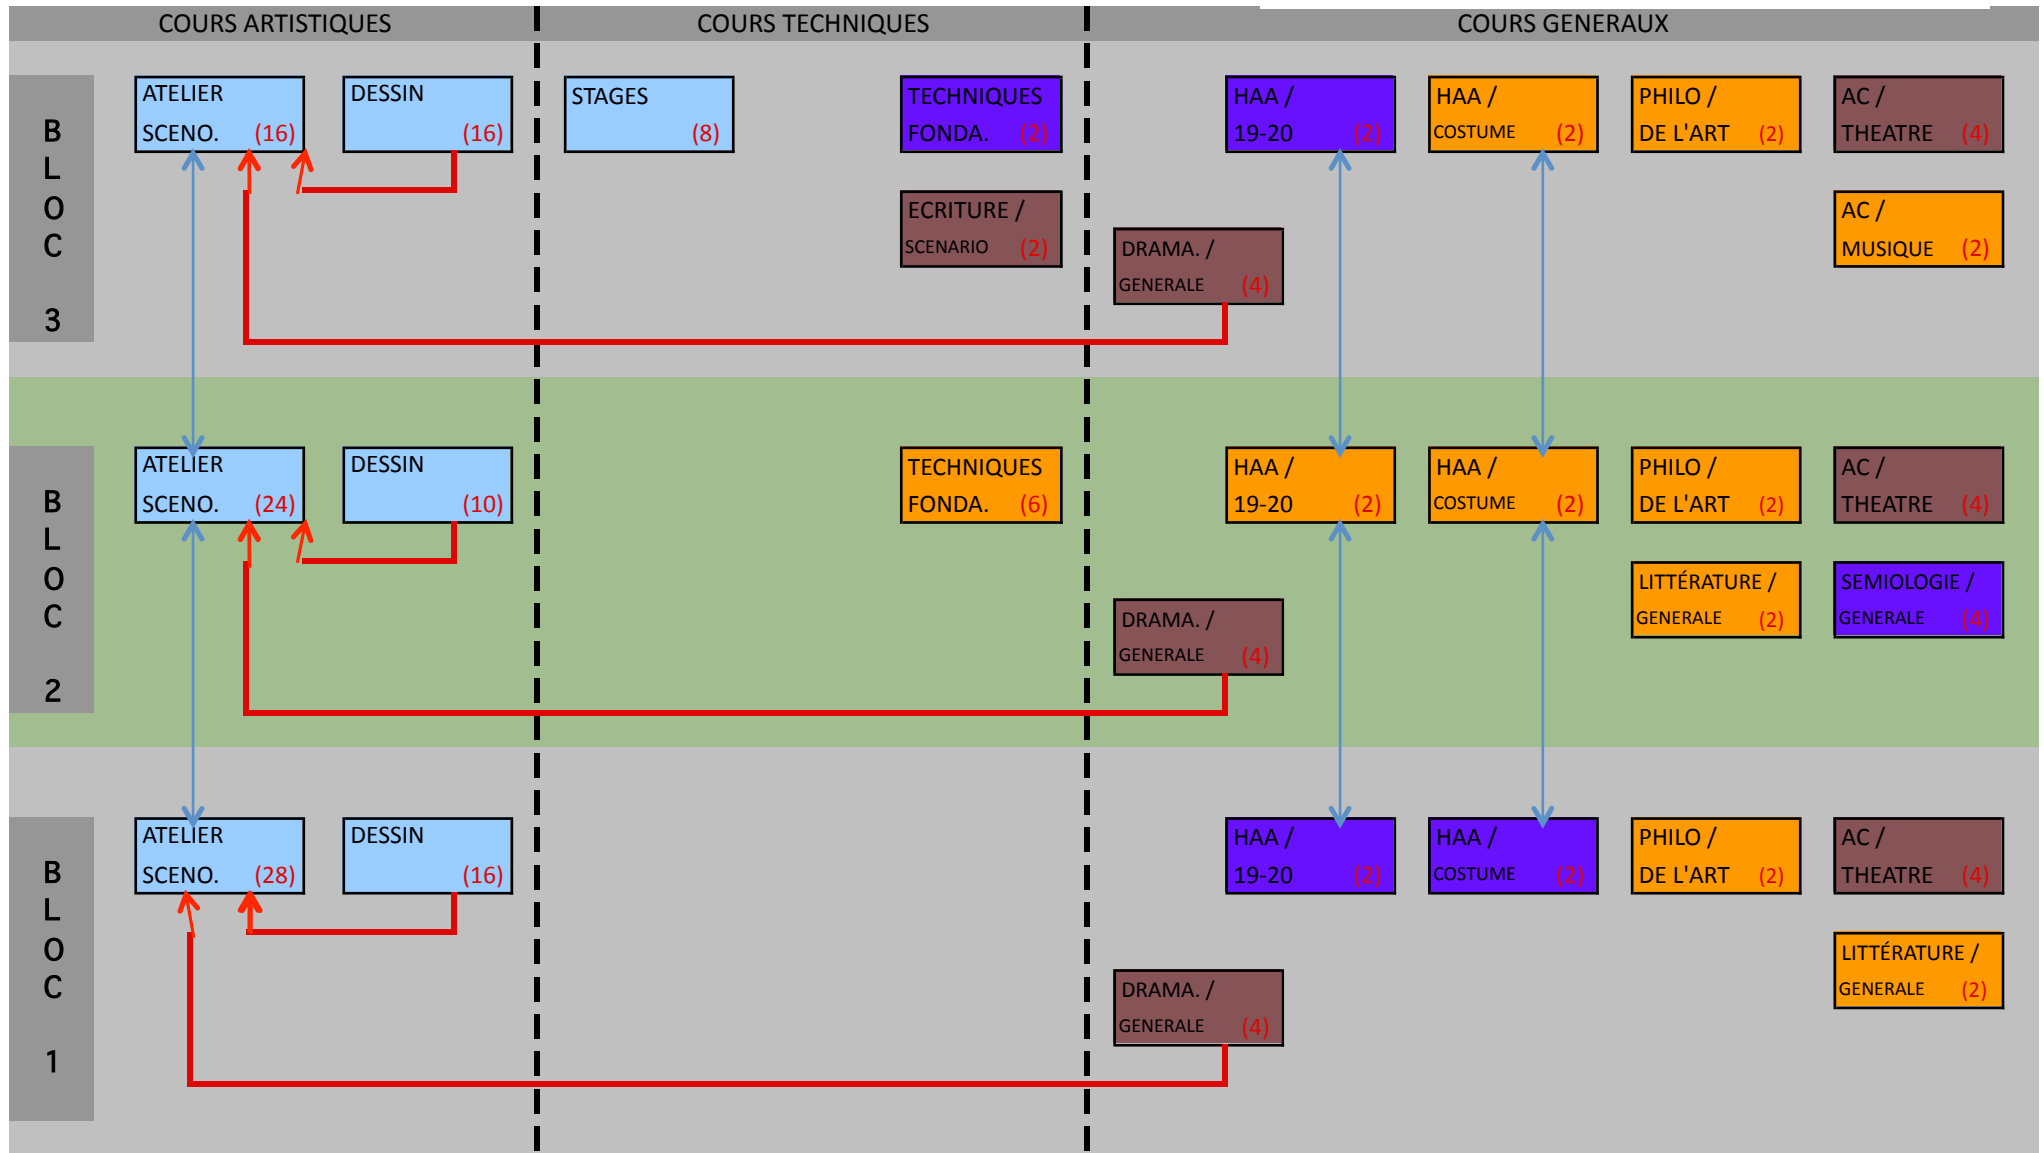 COURS ARTISTIQUES
COURS TECHNIQUES
COURS GENERAUX
B
L
O
C
3
ATELIER
SCENO. (16)
DESSIN
(16)
STAGES
(8)
TECHNIQUES
FONDA. (2)
HAA /
19-20 (2)
HAA /
COSTUME (2)
PHILO /
DE L'ART (2)
AC /
THEATRE (4)
ECRITURE /
SCENARIO (2)
DRAMA. /
GENERALE (4)
AC /
MUSIQUE (2)
B
L
O
C
2
ATELIER
SCENO. (24)
DESSIN
(10)
TECHNIQUES
FONDA. (6)
HAA /
19-20 (2)
HAA /
COSTUME (2)
PHILO /
DE L'ART (2)
AC /
THEATRE (4)
DRAMA. /
GENERALE (4)
LITTÉRATURE /
GENERALE (2)
SEMIOLOGIE /
GENERALE (4)
B
L
O
C
1
ATELIER
SCENO. (28)
DESSIN
(16)
HAA /
19-20 (2)
HAA /
COSTUME (2)
PHILO /
DE L'ART (2)
AC /
THEATRE (4)
DRAMA. /
GENERALE (4)
LITTÉRATURE /
GENERALE (2)